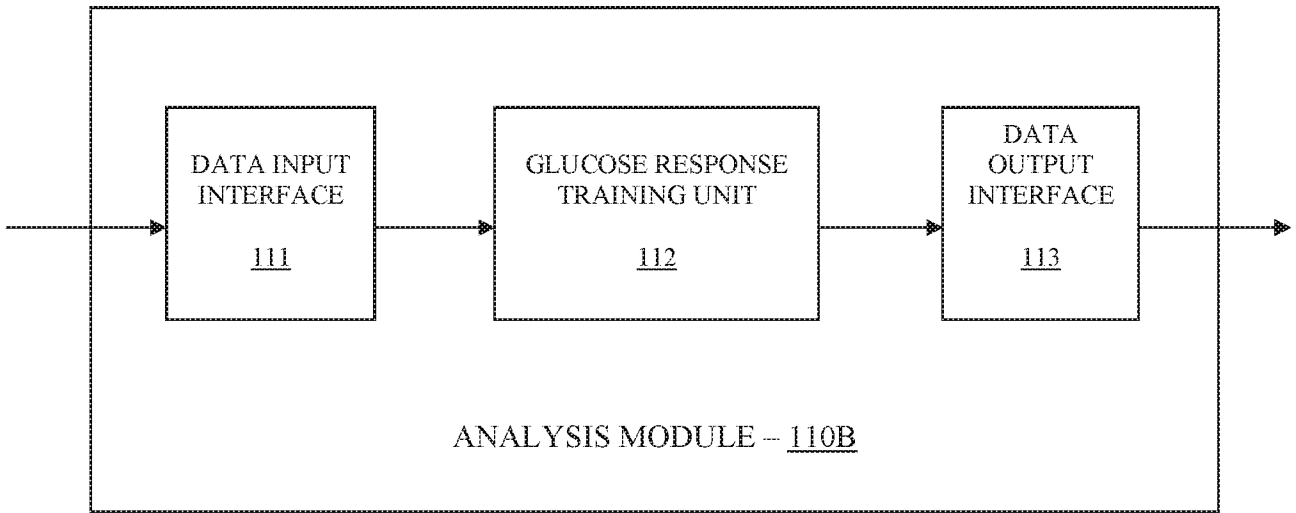 DATA INPUT
INTERFACE
111
GLUCOSE RESPONSE
TRAINING UNIT
112
DATA
OUTPUT
INTERFACE
113
ANALYSIS MODULE – 110B